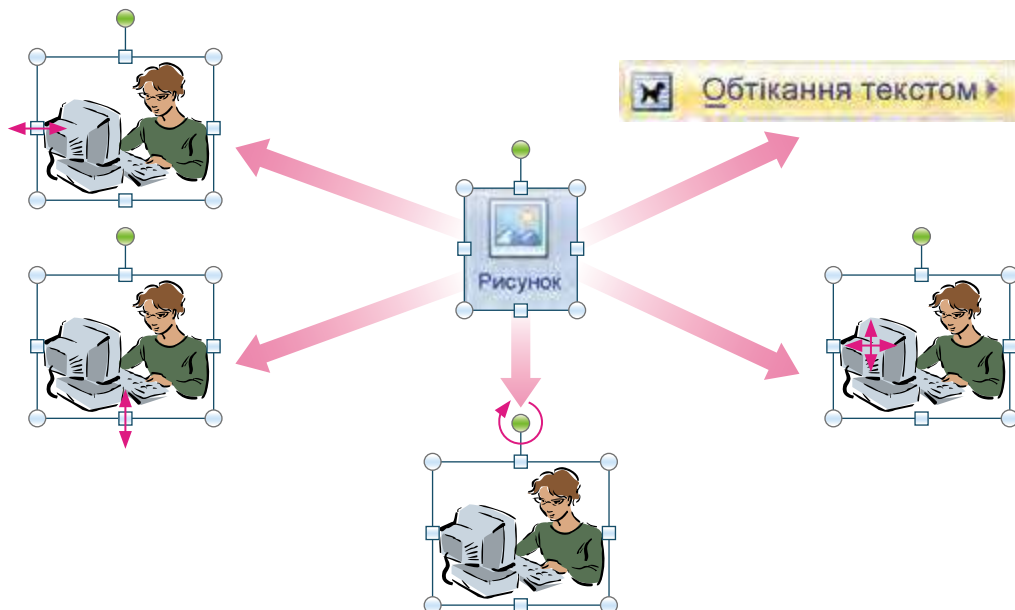 Обтікання текстом
Рисунок